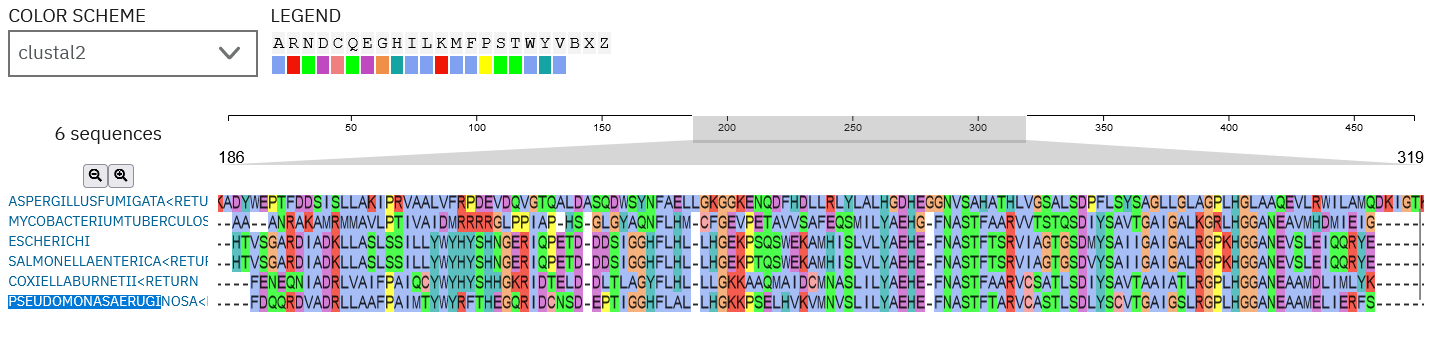 COLOR SCHEME
LEGEND
clustal2
A R N D C Q E G H I L K M F P S T W Y V B X Z
6 sequences
50 100 150 200 250 300 350 400 450
186
319
ASPERGILLUSFUMIGATA<RETU KADYWEPTFDDSISLLAKIPRVAALVFRPDEVDQVGTQALDASQDWSYNFAELLGKGGKENQDFHDLLRLYLALHGDHEGGNVSAHATHLVGSALSDPFLSYSAGLLGLAGPLHGLAAQEVLRWILAMQDKIGTK
MYCOBACTERIUMTUBERCULOS --AA--ANRAKAMRMMAVLPTIVAIDMRRRRGLPPIAP-HS-GLGYAQNFLHM-CFGEVPETAVVSAFEQSMILYAEHG-FNASTFAARVVTSTQSDIYSAVTGAIGALKGRLHGGANEAVMHDMIEIG-----
ESCHERICHI --HTVSGARDIADKLLASLSSILLYWYHYSHNGERIQPETD-DDSIGGHFLHL-LHGEKPSQSWEKAMHISLVLYAEHE-FNASTFTSRVIAGTGSDMYSAIIGAIGALRGPKHGGANEVSLEIQQRYE-----
SALMONELLAENTERICA<RETUR --HTVSGARDIADKLLASLSSILLYWYHYSHNGERIQPETD-DDSIGGHFLHL-LHGEKPTQSWEKAMHISLVLYAEHE-FNASTFTSRVIAGTGSDVYSAIIGAIGALRGPKHGGANEVSLEIQQRYE-----
COXIELLABURNETII<RETURN ----FENEQNIADRLVAIFPAIQCYWYHYSHHGKRIDTELD-DLTLAGYFLHL-LLGKKAAQMAIDCMNASLILYAEHE-FNASTFAARVCSATLSDIYSAVTAAIATLRGPLHGGANEAAMDLIMLYK-----
PSEUDOMONASAERUGINOSA< ----FDQQRDVADRLLAAFPAIMTYWYRFTHEGQRIDCNSD-EPTIGGHFLAL-LHGKKPSELHVKVMNVSLILYAEHE-FNASTFTARVCASTLSDLYSCVTGAIGSLRGPLHGGANEAAMELIERFS-----